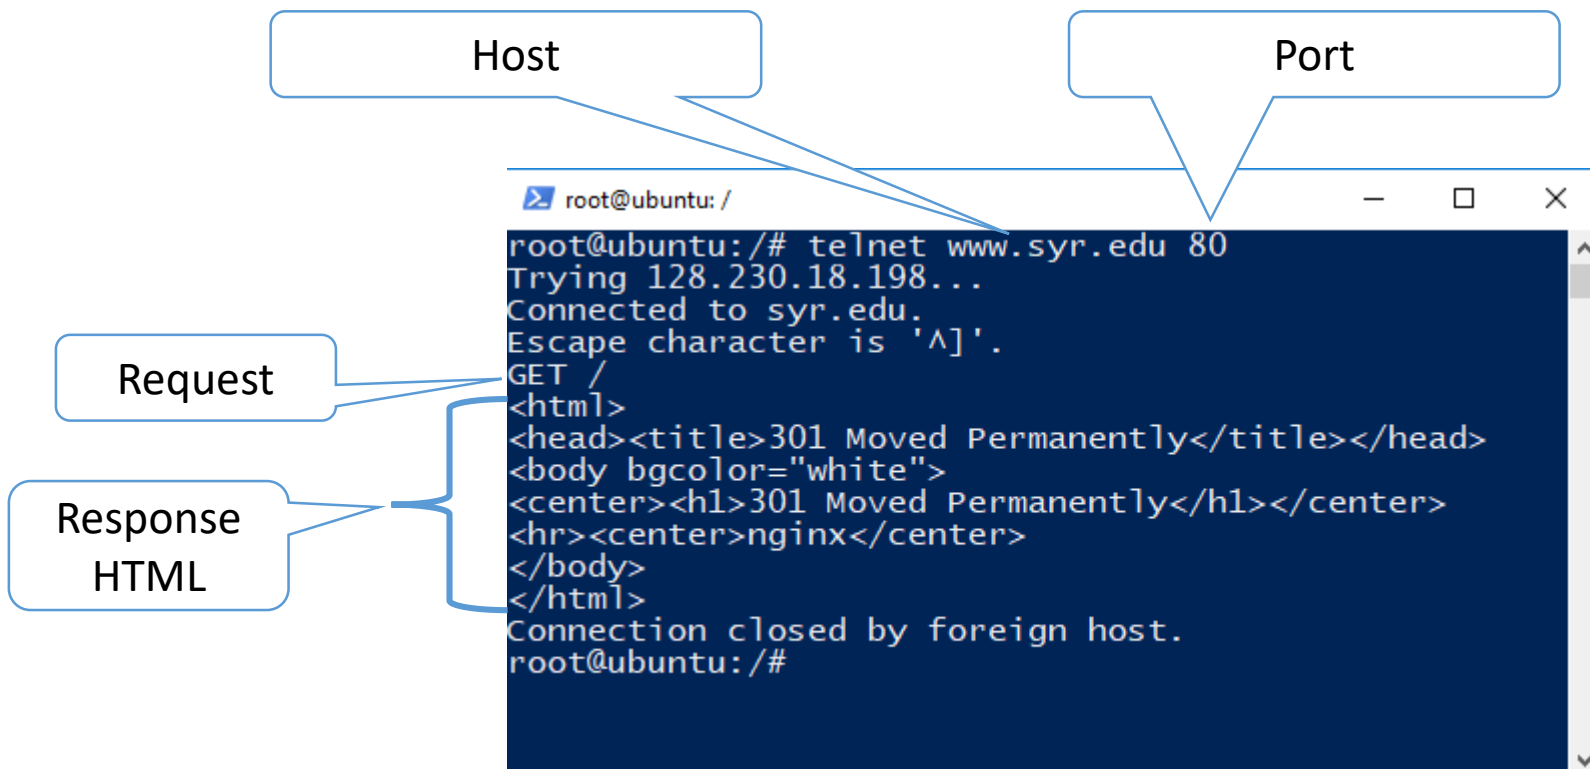 Host
Port
root@ubuntu: /
root@ubuntu:/# telnet www.syr.edu 80
Trying 128.230.18.198...
Connected to syr.edu.
Escape character is '^]'.
Request
GET /
<html>
<head><title>301 Moved Permanently</title></head>
<body bgcolor="white">
<center><h1>301 Moved Permanently</h1></center>
<hr><center>nginx</center>
</body>
</html>
Response
HTML
Connection closed by foreign host.
root@ubuntu:/#